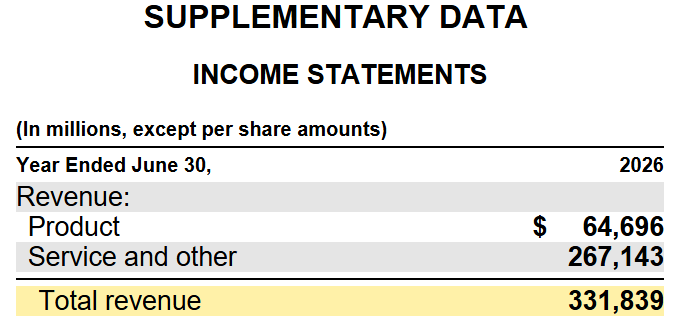 SUPPLEMENTARY DATA
INCOME STATEMENTS
(In millions, except per share amounts)
Year Ended June 30, 2026
Revenue:
Product $ 64,696
Service and other 267,143
Total revenue 331,839